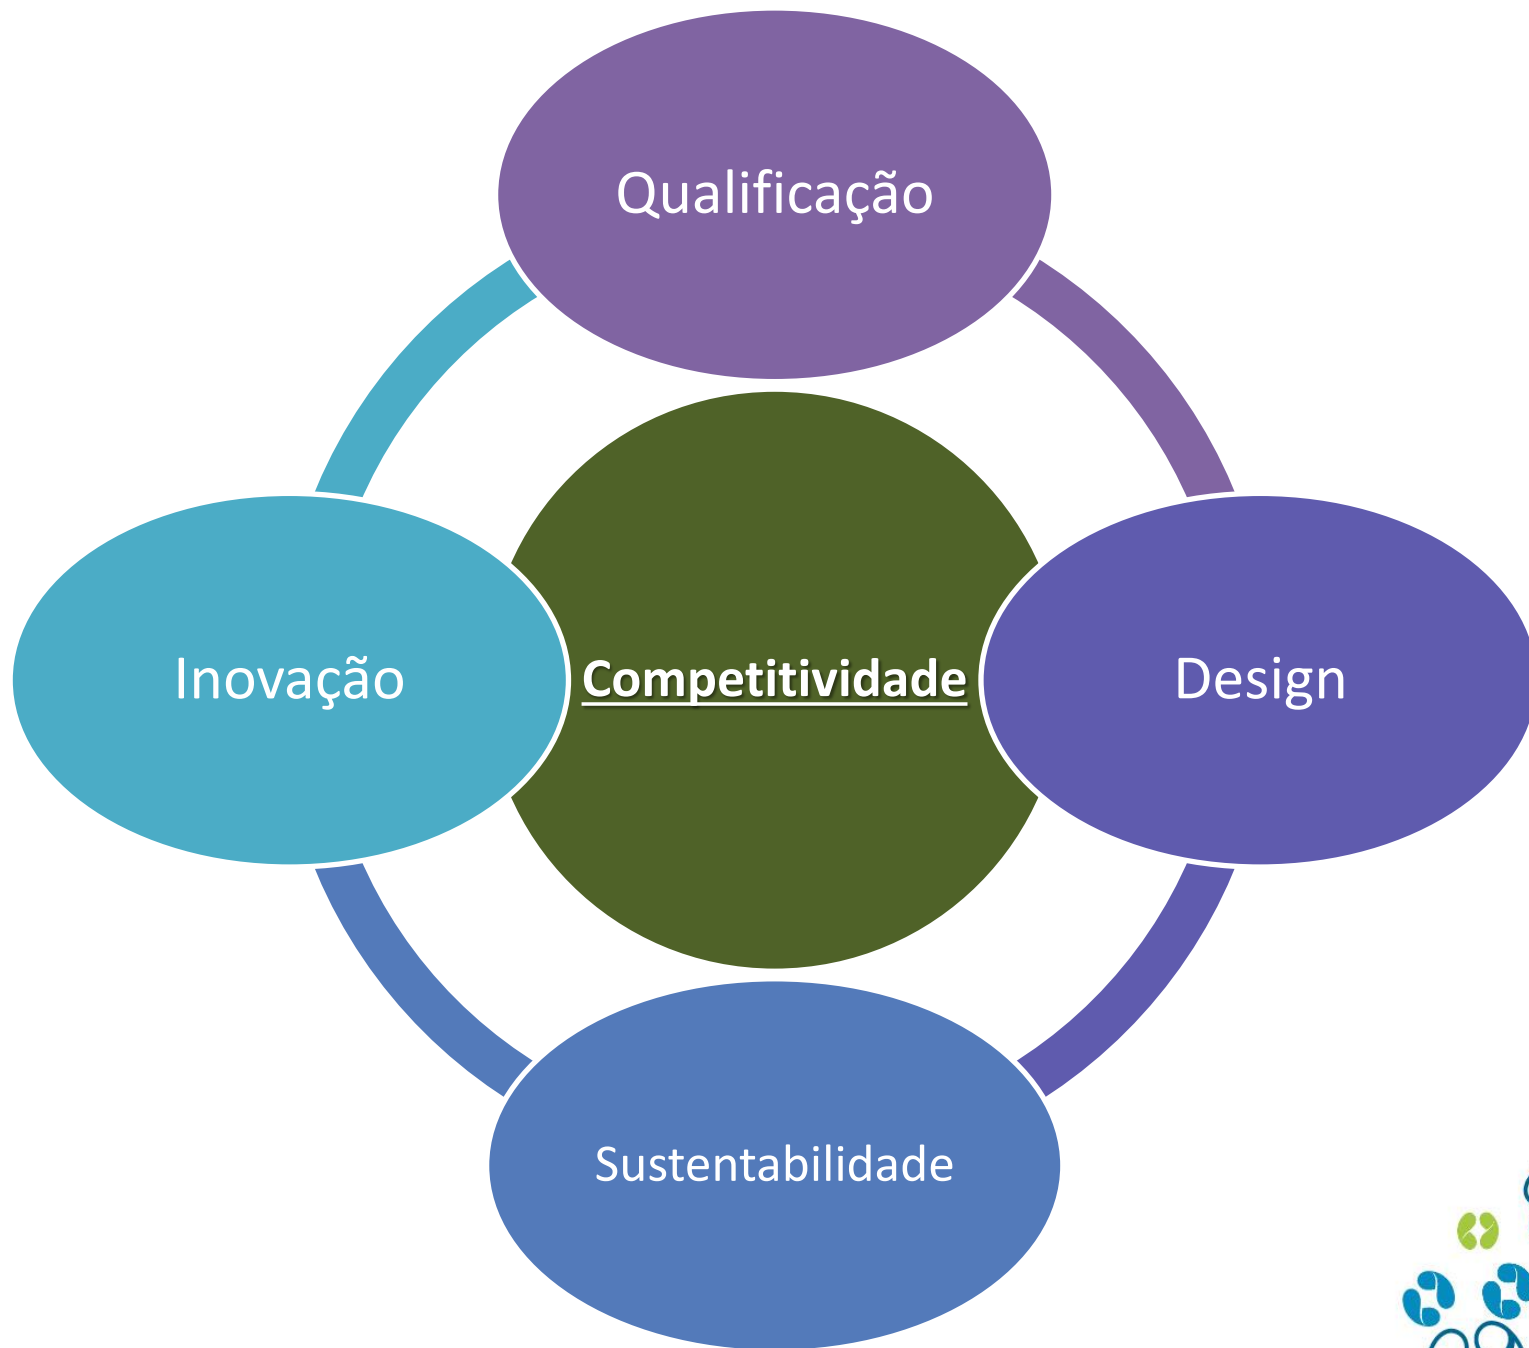 Qualificação
Inovação
Competitividade
Design
Sustentabilidade